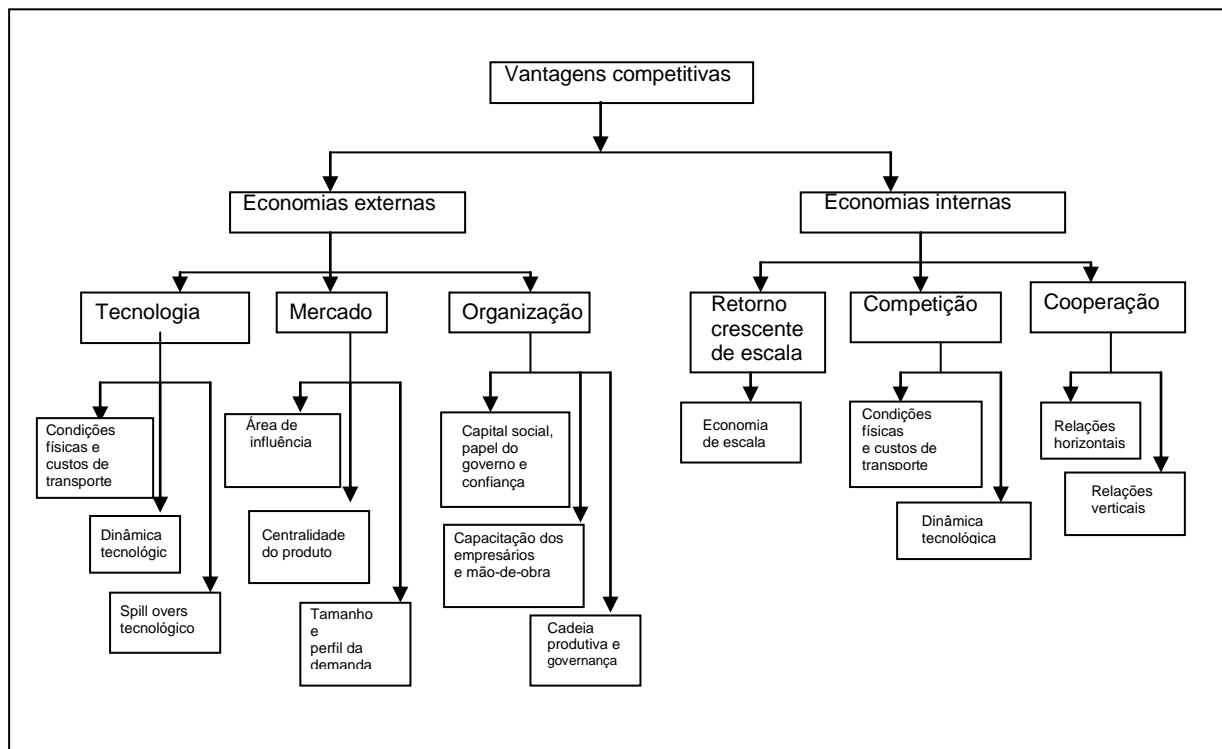 Vantagens competitivas
Economias externas
Economias internas
Tecnologia
Mercado
Organização
Retorno
crescente
de escala
Competição
Cooperação
Condições
físicas e
custos de
transporte
Dinâmica
tecnológic
Spill overs
tecnológico
Área de
influência
Centralidade
do produto
Tamanho
e
perfil da
demanda
Capital social,
papel do
governo e
confiança
Capacitação dos
empresários
e mão-de-obra
Cadeia
produtiva e
governança
Economia
de escala
Condições
físicas
e custos de
transporte
Dinâmica
tecnológica
Relações
horizontais
Relações
verticais